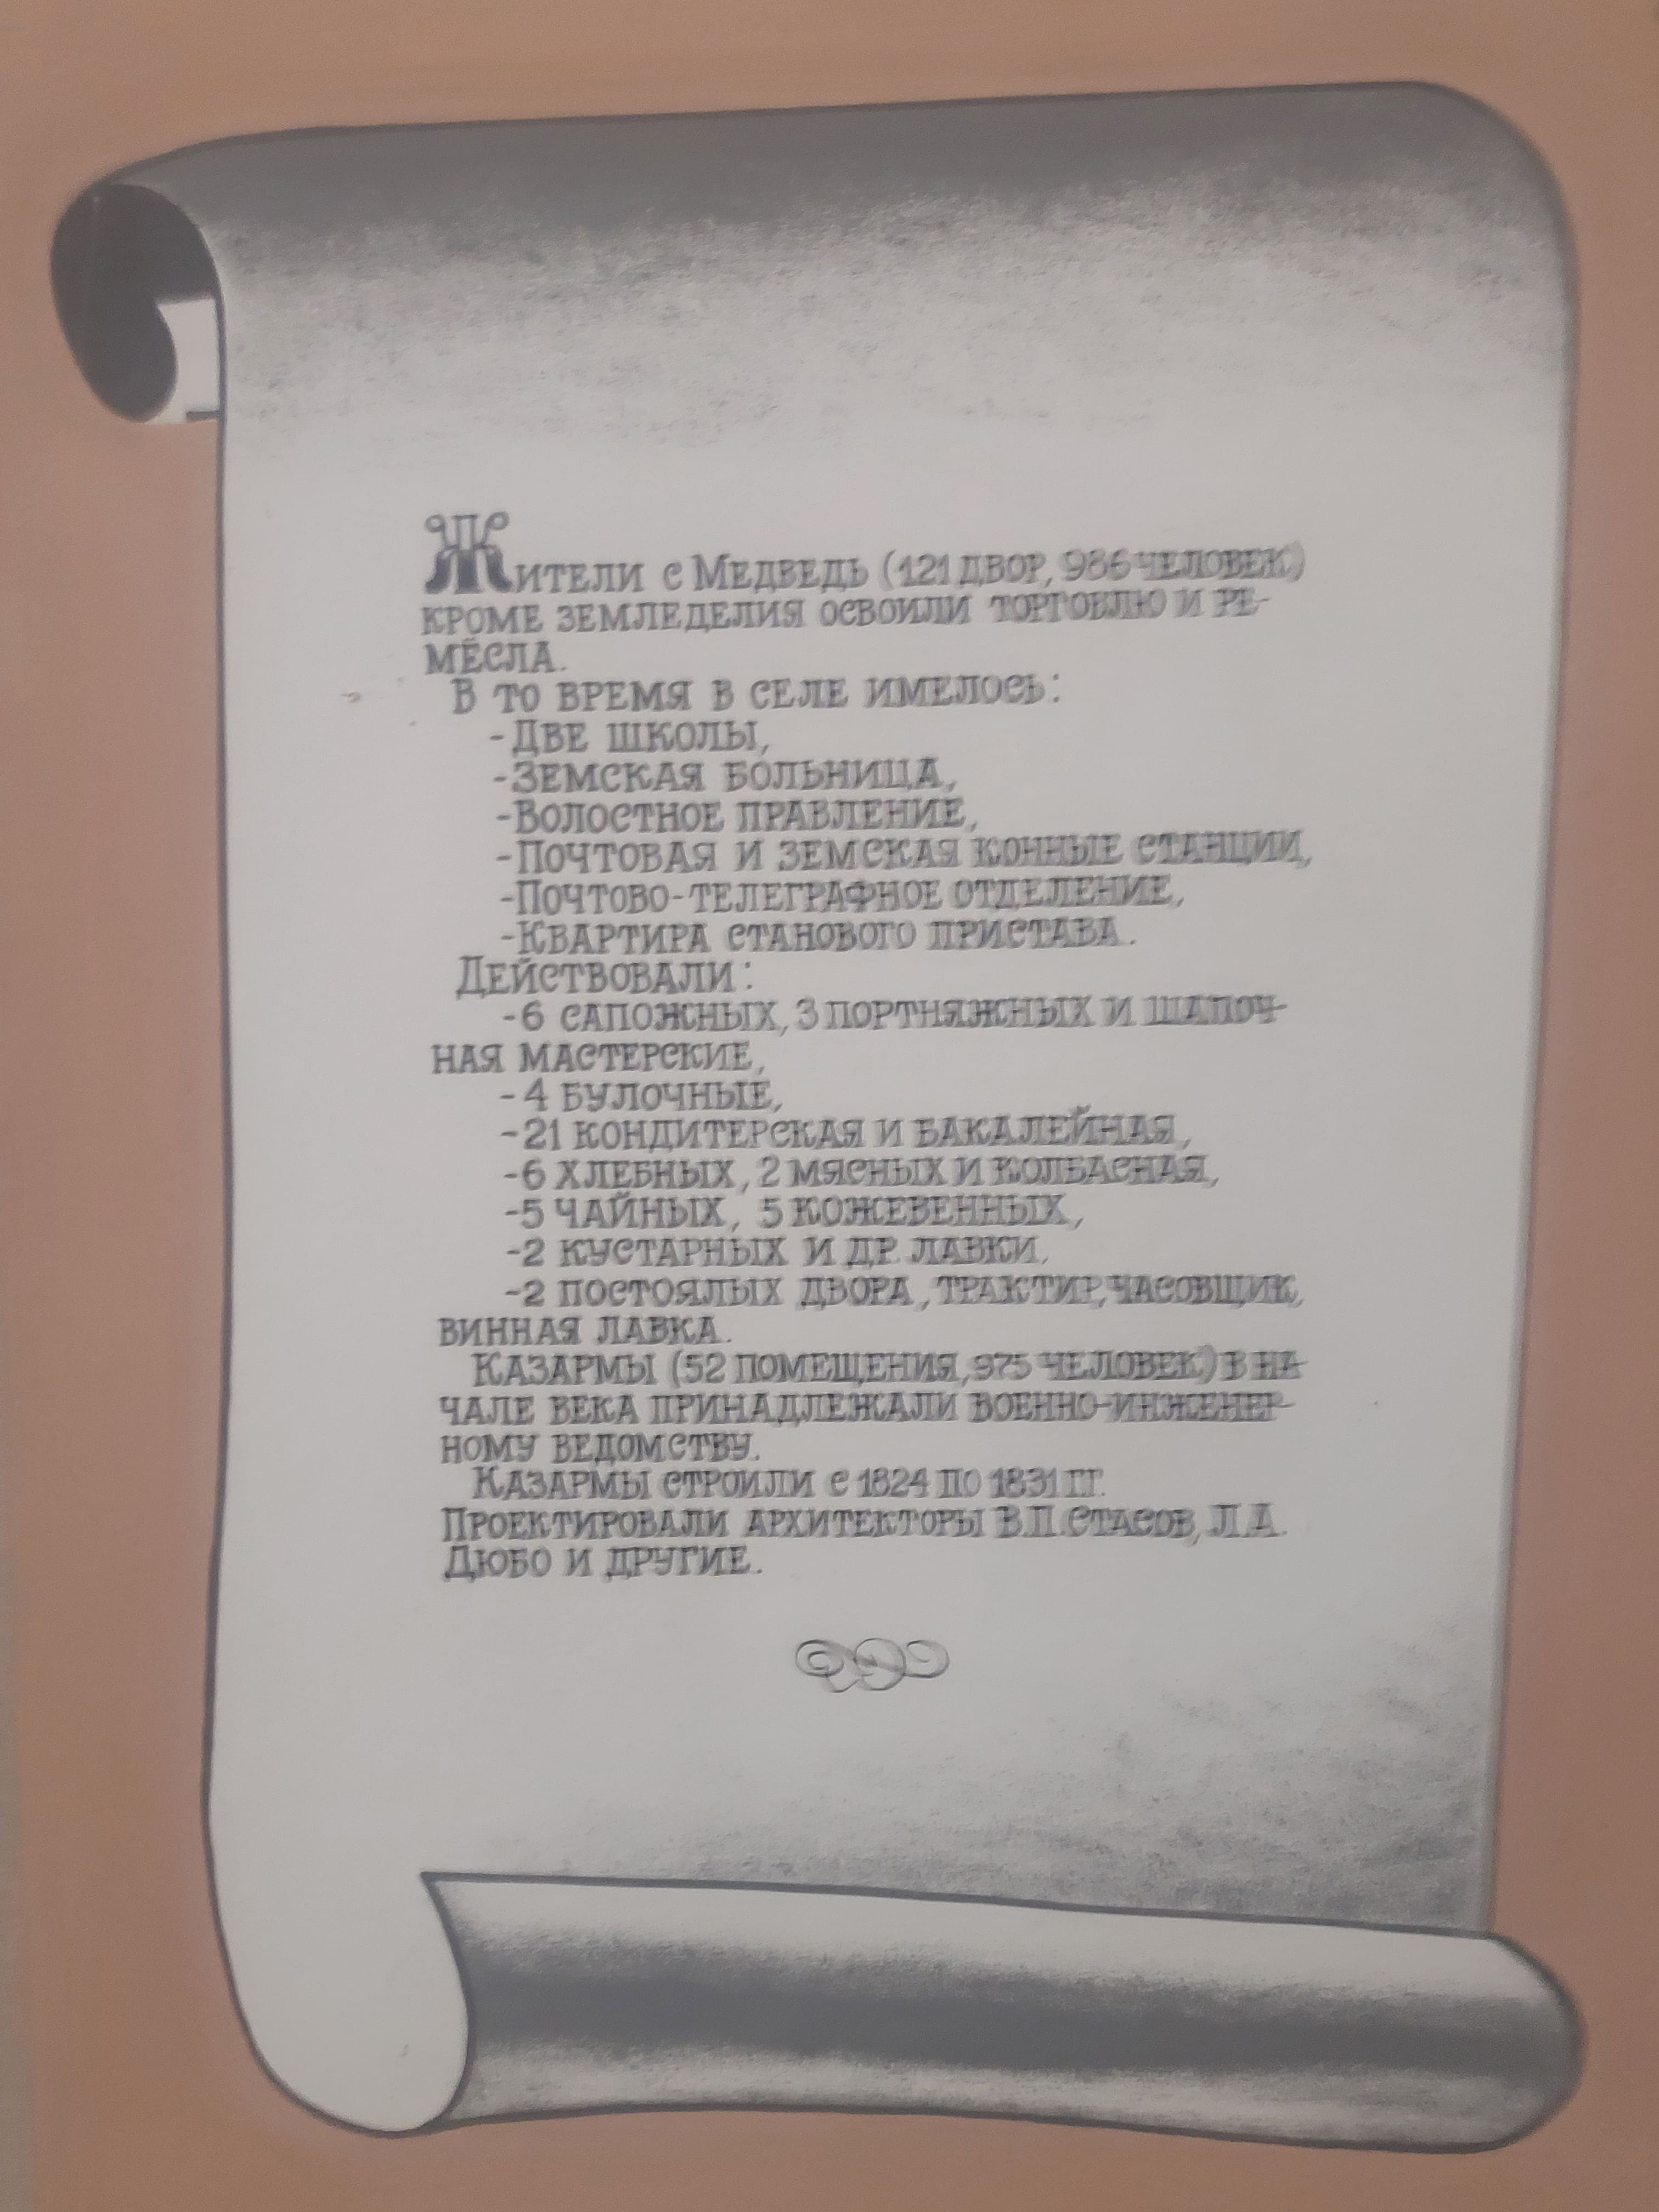 Жители с Медведь (121 двор, 986 человек)
кроме земледелия освоили торговлю и ре-
мёсла.
В то время в селе имелось:
-Две школы,
-Земская больница,
-Волостное правление,
-Почтовая и земская конные станции,
-Почтово-телеграфное отделение,
-Квартира станового пристава.
Действовали:
-6 сапожных, 3 портняжных и шапоч-
ная мастерские,
-4 булочные,
-21 кондитерская и бакалейная,
-6 хлебных, 2 мясных и колбасная,
-5 чайных, 5 кожевенных,
-2 кустарных и др. лавки.
-2 постоялых двора, трактир, часовщик,
винная лавка.
Казармы (52 помещения, 975 человек) в на-
чале века принадлежали военно-инженер-
ному ведомству.
Казармы строили с 1824 по 1831 гг.
Проектировали архитекторы В.П. Стасов, Л.А.
Дюбо и другие.